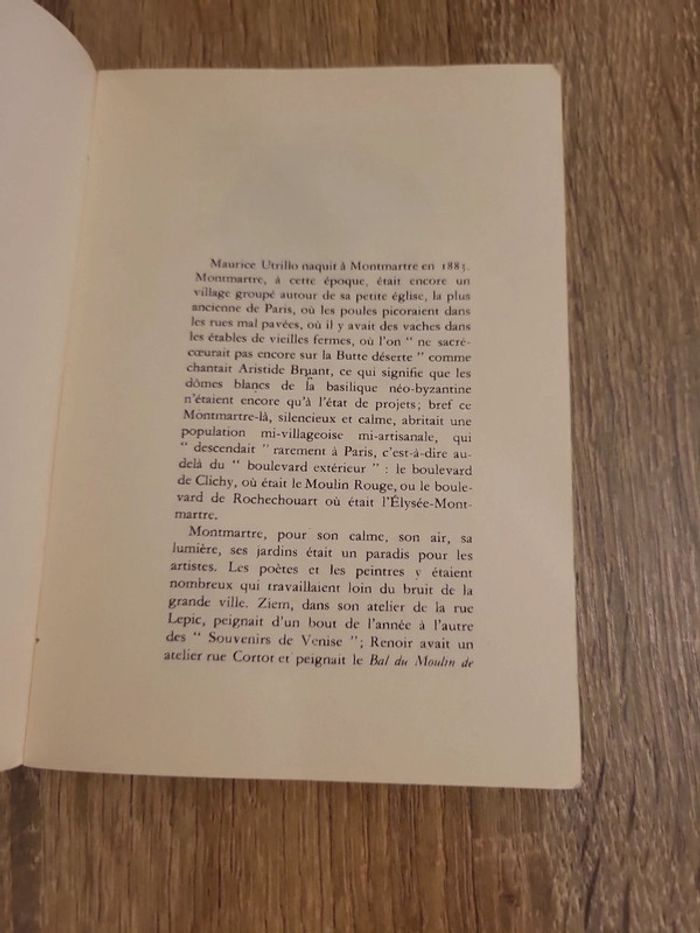 Maurice Utrillo naquit à Montmartre en 1883.
Montmartre, à cette époque, était encore un
village groupé autour de sa petite église, la plus
ancienne de Paris, où les poules picoraient dans
les rues mal pavées, où il y avait des vaches dans
les étables de vieilles fermes, où l'on “ ne sacré-
cœurait pas encore sur la Butte déserte ” comme
chantait Aristide Bruant, ce qui signifie que les
dômes blancs de la basilique néo-byzantine
n'étaient encore qu'à l'état de projets; bref ce
Montmartre-là, silencieux et calme, abritait une
population mi-villageoise mi-artisanale, qui
“ descendait ” rarement à Paris, c'est-à-dire au-
delà du “ boulevard extérieur ” : le boulevard
de Clichy, où était le Moulin Rouge, ou le boule-
vard de Rochechouart où était l'Élysée-Mont-
martre.
Montmartre, pour son calme, son air, sa
lumière, ses jardins était un paradis pour les
artistes. Les poètes et les peintres y étaient
nombreux qui travaillaient loin du bruit de la
grande ville. Ziem, dans son atelier de la rue
Lepic, peignait d'un bout de l'année à l'autre
des “ Souvenirs de Venise ”; Renoir avait un
atelier rue Cortot et peignait le Bal du Moulin de